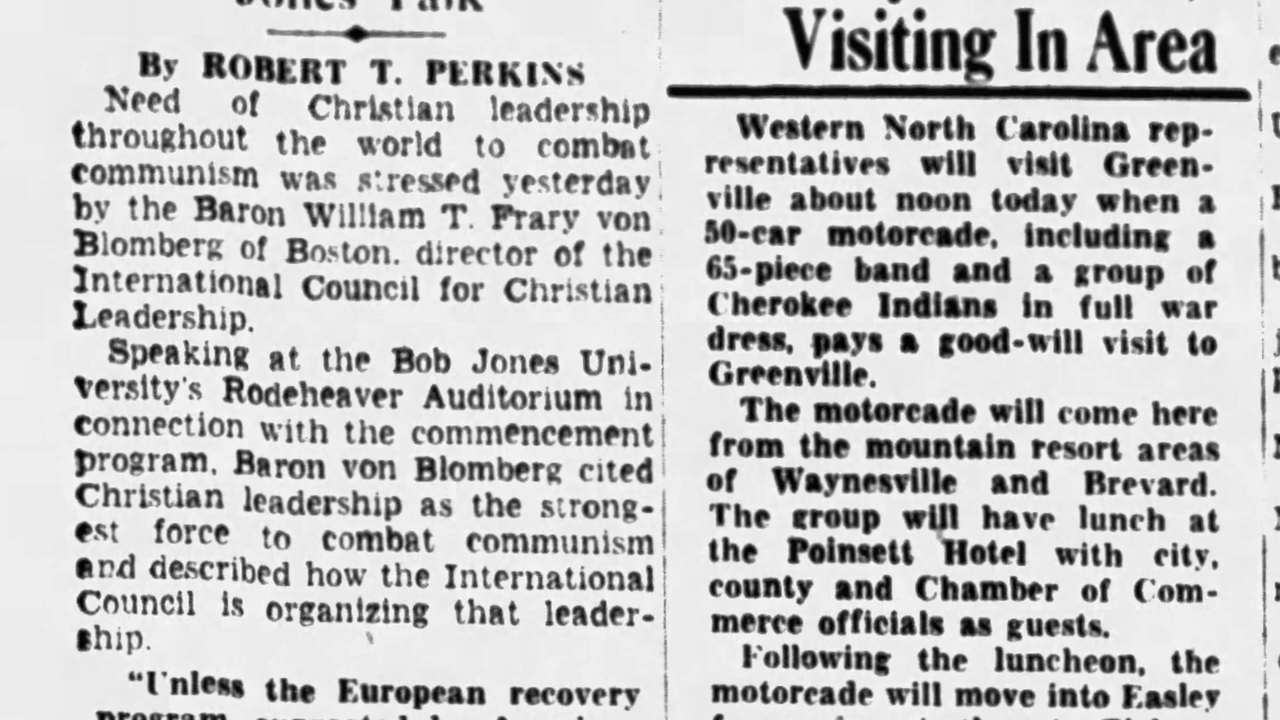 Jones Talk
By ROBERT T. PERKINS
Need of Christian leadership
throughout the world to combat
communism was stressed yesterday
by the Baron William T. Frary von
Blomberg of Boston, director of the
International Council for Christian
Leadership.
Speaking at the Bob Jones Uni-
versity's Rodeheaver Auditorium in
connection with the commencement
program, Baron von Blomberg cited
Christian leadership as the strong-
est force to combat communism
and described how the International
Council is organizing that leader-
ship.
"Unless the European recovery
program
Visiting In Area
Western North Carolina rep-
resentatives will visit Green-
ville about noon today when a
50-car motorcade, including a
65-piece band and a group of
Cherokee Indians in full war
dress, pays a good-will visit to
Greenville.
The motorcade will come here
from the mountain resort areas
of Waynesville and Brevard.
The group will have lunch at
the Poinsett Hotel with city,
county and Chamber of Com-
merce officials as guests.
Following the luncheon, the
motorcade will move into Easley